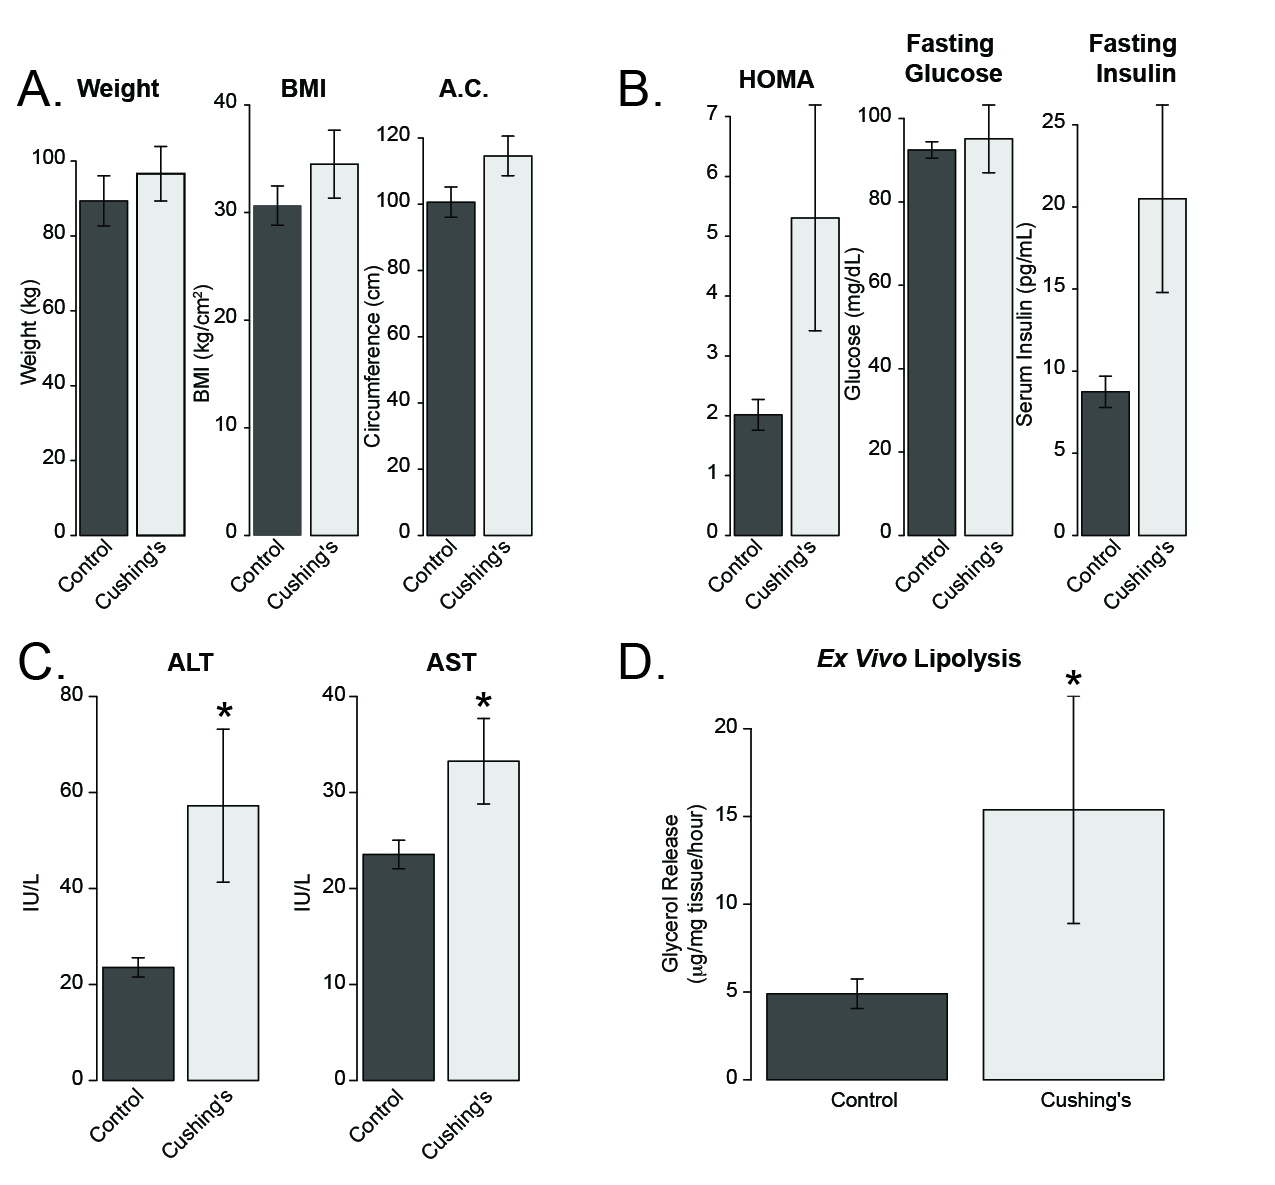 A.
Weight
Weight (kg)
100
80
60
40
20
0
Control
Cushing's
BMI
BMI (kg/cm²)
40
30
20
10
0
Control
Cushing's
A.C.
Circumference (cm)
120
100
80
60
40
20
0
Control
Cushing's
B.
HOMA
7
6
5
4
3
2
1
0
Control
Cushing's
Fasting
Glucose
Glucose (mg/dL)
100
80
60
40
20
0
Control
Cushing's
Fasting
Insulin
Serum Insulin (pg/mL)
25
20
15
10
5
0
Control
Cushing's
C.
ALT
IU/L
80
60
40
20
0
*
Control
Cushing's
AST
IU/L
40
30
20
10
0
*
Control
Cushing's
D.
Ex Vivo Lipolysis
Glycerol Release
(μg/mg tissue/hour)
20
15
10
5
0
*
Control
Cushing's